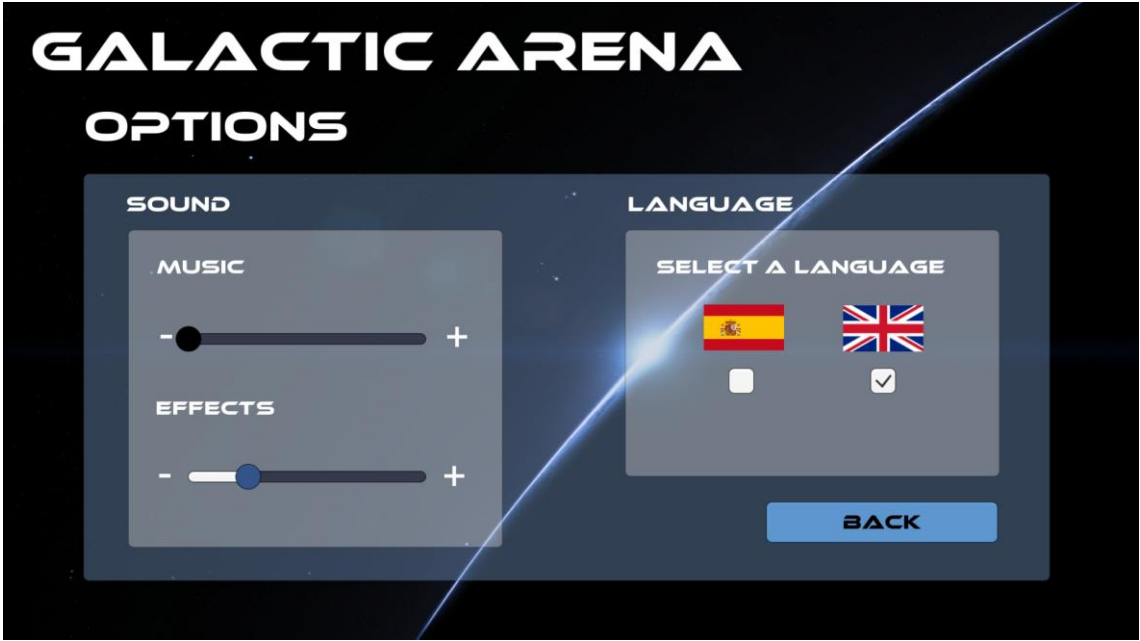 GALACTIC ARENA
OPTIONS
SOUND
MUSIC
- +
EFFECTS
- +
LANGUAGE
SELECT A LANGUAGE
BACK